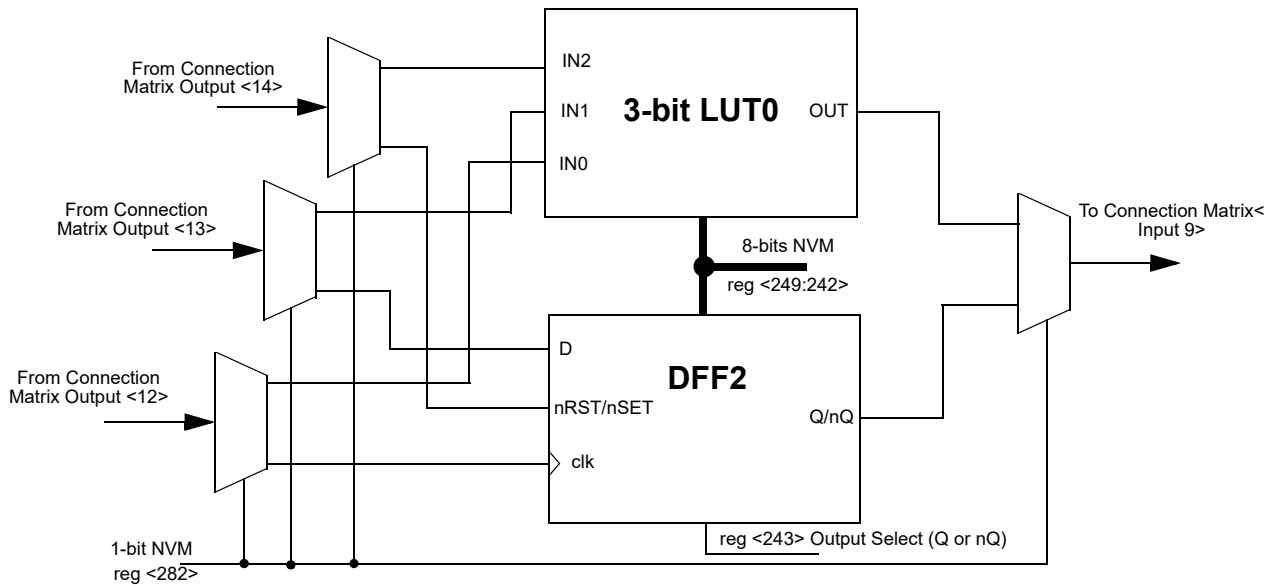 From Connection
Matrix Output <14>
IN2
IN1
IN0
3-bit LUT0
OUT
From Connection
Matrix Output <13>
To Connection Matrix<
Input 9>
8-bits NVM
reg <249:242>
From Connection
Matrix Output <12>
D
nRST/nSET
clk
DFF2
Q/nQ
reg <243> Output Select (Q or nQ)
1-bit NVM
reg <282>